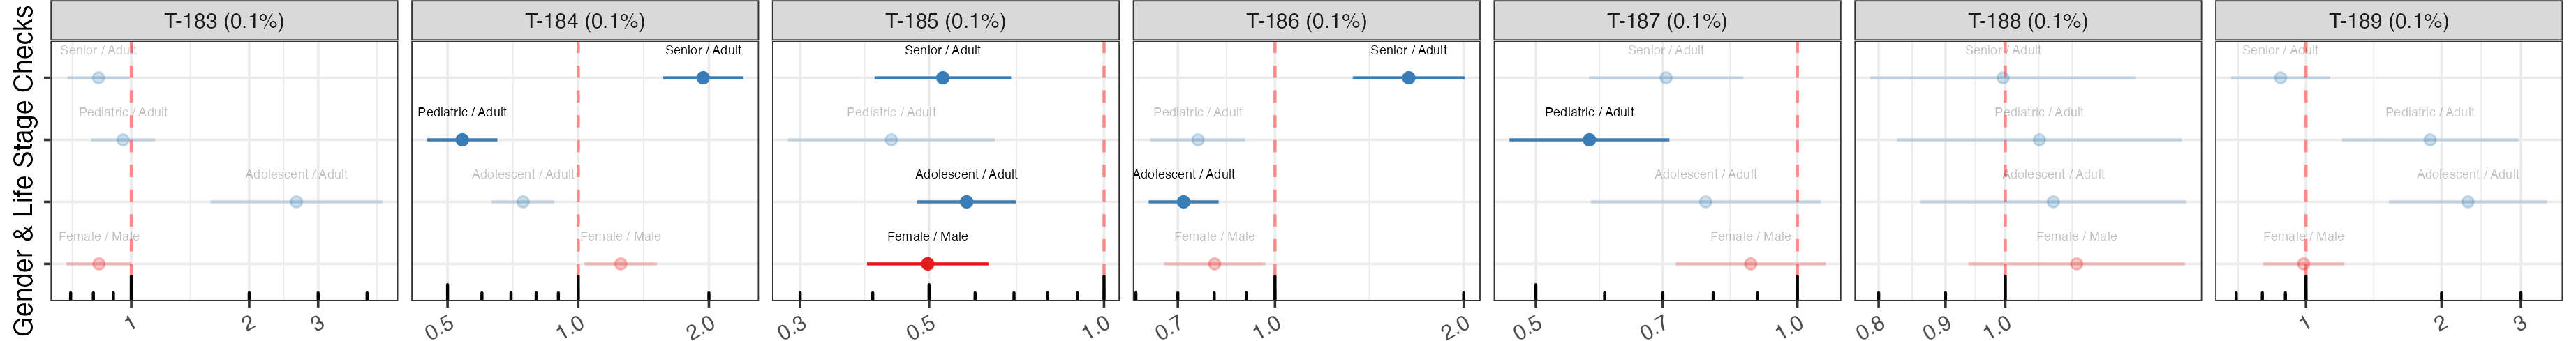 Gender & Life Stage Checks
T-183 (0.1%)
Senior / Adult
Pediatric / Adult
Adolescent / Adult
Female / Male
1 2 3
T-184 (0.1%)
Senior / Adult
Pediatric / Adult
Adolescent / Adult
Female / Male
0.5 1.0 2.0
T-185 (0.1%)
Senior / Adult
Pediatric / Adult
Adolescent / Adult
Female / Male
0.3 0.5 1.0
T-186 (0.1%)
Senior / Adult
Pediatric / Adult
Adolescent / Adult
Female / Male
0.7 1.0 2.0
T-187 (0.1%)
Senior / Adult
Pediatric / Adult
Adolescent / Adult
Female / Male
0.5 0.7 1.0
T-188 (0.1%)
Senior / Adult
Pediatric / Adult
Adolescent / Adult
Female / Male
0.8 0.9 1.0
T-189 (0.1%)
Senior / Adult
Pediatric / Adult
Adolescent / Adult
Female / Male
1 2 3